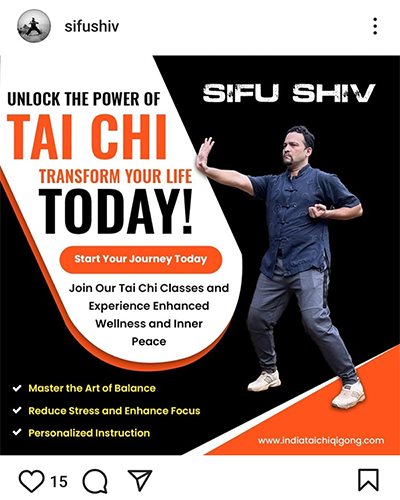 sifushiv
SIFU SHIV
UNLOCK THE POWER OF
TAI CHI
TRANSFORM YOUR LIFE
TODAY!
Start Your Journey Today
Join Our Tai Chi Classes and
Experience Enhanced
Wellness and Inner
Peace
Master the Art of Balance
Reduce Stress and Enhance Focus
Personalized Instruction
www.indiataichiqigong.com
15